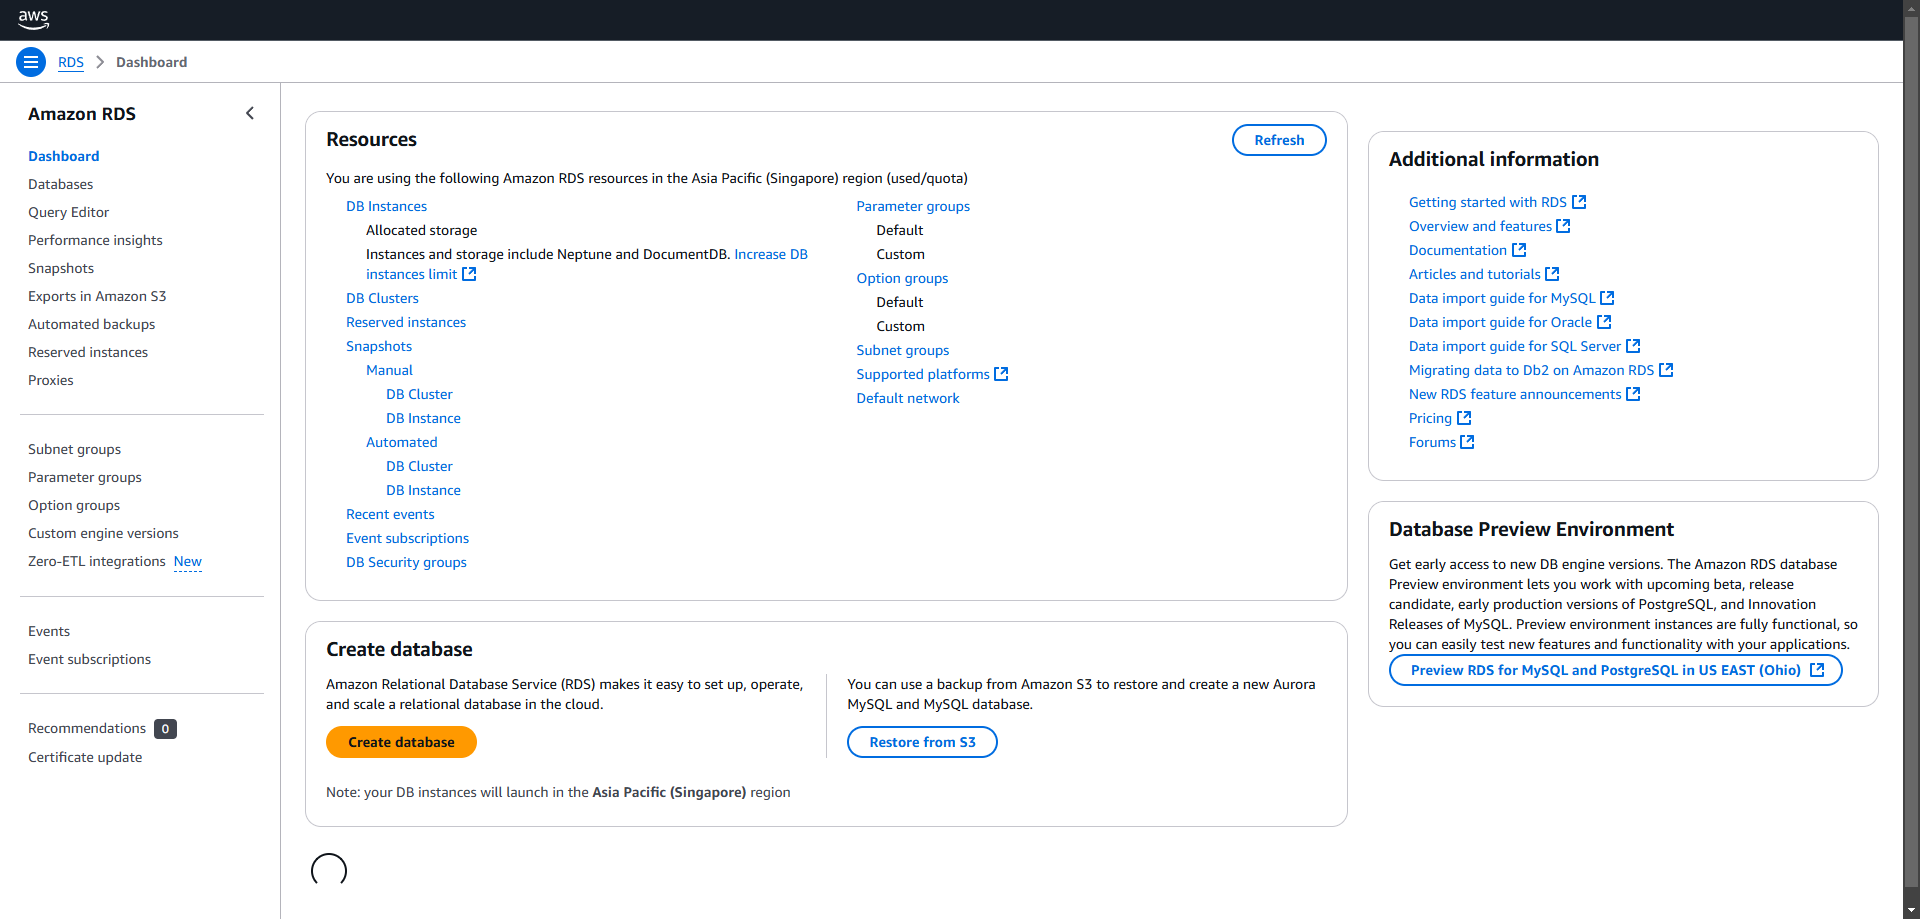 aws
RDS
Dashboard
Amazon RDS
Dashboard
Databases
Query Editor
Performance insights
Snapshots
Exports in Amazon S3
Automated backups
Reserved instances
Proxies
Subnet groups
Parameter groups
Option groups
Custom engine versions
Zero-ETL integrations New
Events
Event subscriptions
Recommendations 0
Certificate update
Resources
Refresh
You are using the following Amazon RDS resources in the Asia Pacific (Singapore) region (used/quota)
DB Instances
Allocated storage
Instances and storage include Neptune and DocumentDB. Increase DB
instances limit
DB Clusters
Reserved instances
Snapshots
Manual
DB Cluster
DB Instance
Automated
DB Cluster
DB Instance
Recent events
Event subscriptions
DB Security groups
Parameter groups
Default
Custom
Option groups
Default
Custom
Subnet groups
Supported platforms
Default network
Create database
Amazon Relational Database Service (RDS) makes it easy to set up, operate,
and scale a relational database in the cloud.
Create database
You can use a backup from Amazon S3 to restore and create a new Aurora
MySQL and MySQL database.
Restore from S3
Note: your DB instances will launch in the Asia Pacific (Singapore) region
Additional information
Getting started with RDS
Overview and features
Documentation
Articles and tutorials
Data import guide for MySQL
Data import guide for Oracle
Data import guide for SQL Server
Migrating data to Db2 on Amazon RDS
New RDS feature announcements
Pricing
Forums
Database Preview Environment
Get early access to new DB engine versions. The Amazon RDS database
Preview environment lets you work with upcoming beta, release
candidate, early production versions of PostgreSQL, and Innovation
Releases of MySQL. Preview environment instances are fully functional, so
you can easily test new features and functionality with your applications.
Preview RDS for MySQL and PostgreSQL in US EAST (Ohio)